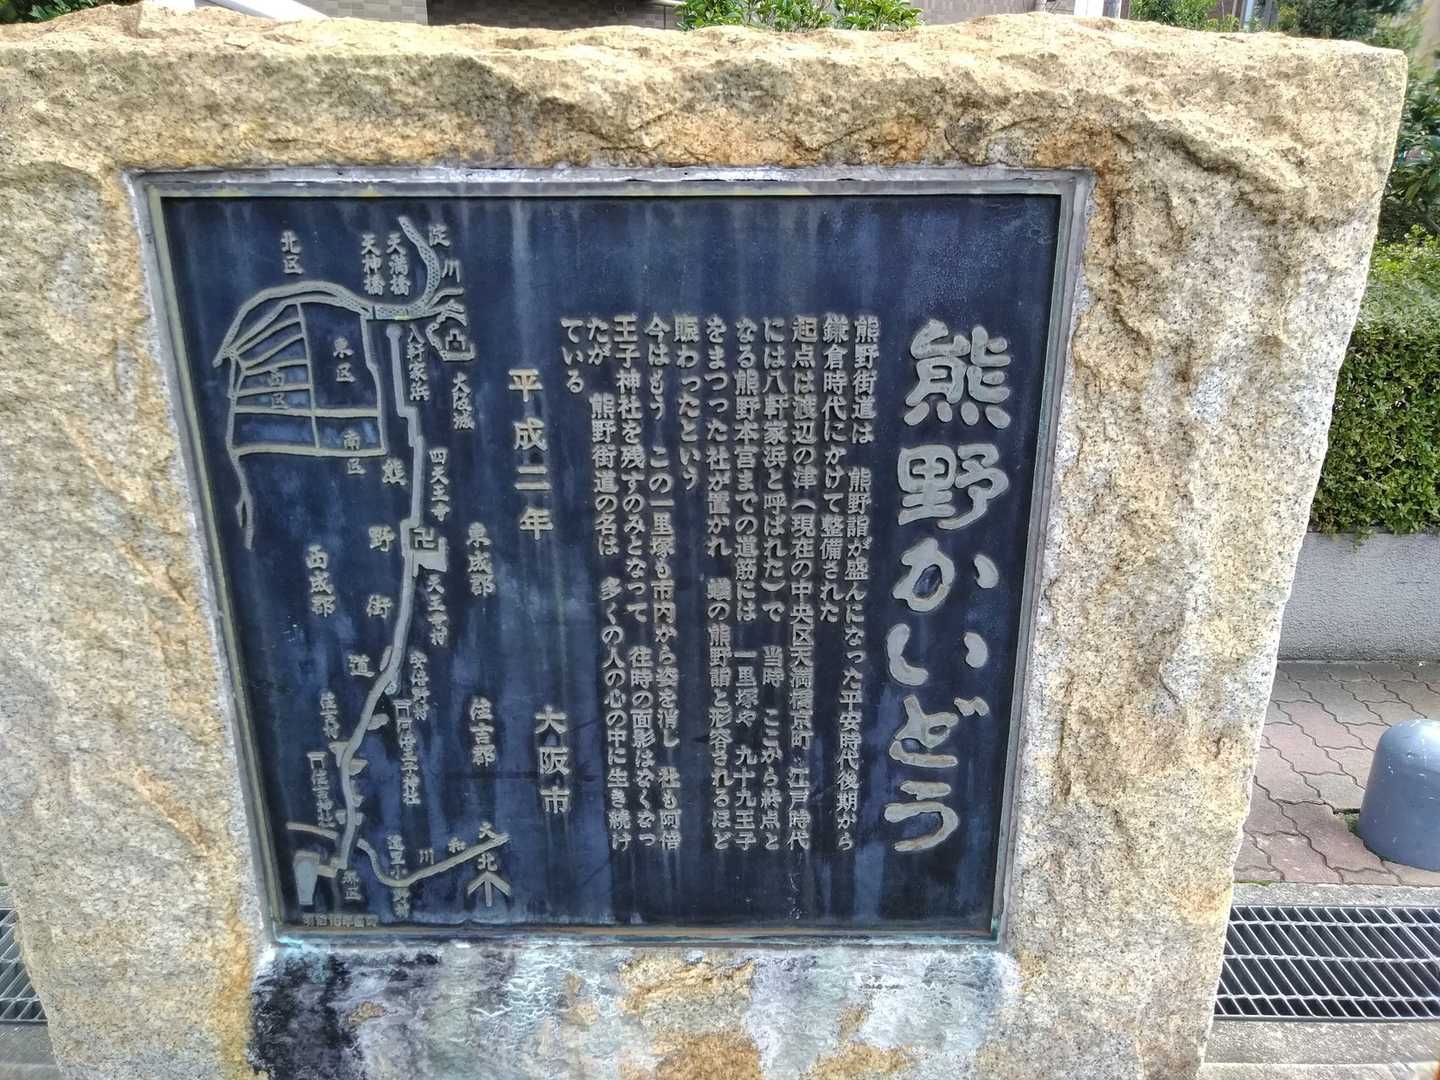 熊野かいどう
熊野街道は　熊野詣が盛んになった平安時代後期から
鎌倉時代にかけて整備された
起点は渡辺の津（現在の中央区天満橋京町　江戸時代
には八軒家浜と呼ばれた）で　当時　ここから終点と
なる熊野本宮までの道筋には　一里塚や　九十九王子
をまつった社が置かれ　蟻の熊野詣と形容されるほど
賑わったという
今はもう　この一里塚も市内から姿を消し　社も阿倍
王子神社を残すのみとなって　往時の面影はなくなっ
たが　熊野街道の名は　多くの人の心の中に生き続け
ている
平成二年
大阪市
淀川
天満橋
天神橋
北区
八軒家浜
大阪城
東区
西区
南区
熊野街道
四天王寺
卍
天王寺村
東成郡
西成郡
安倍野村
阿倍王子神社
住吉郡
住吉村
住吉神社
大和川
遠里小野村
北